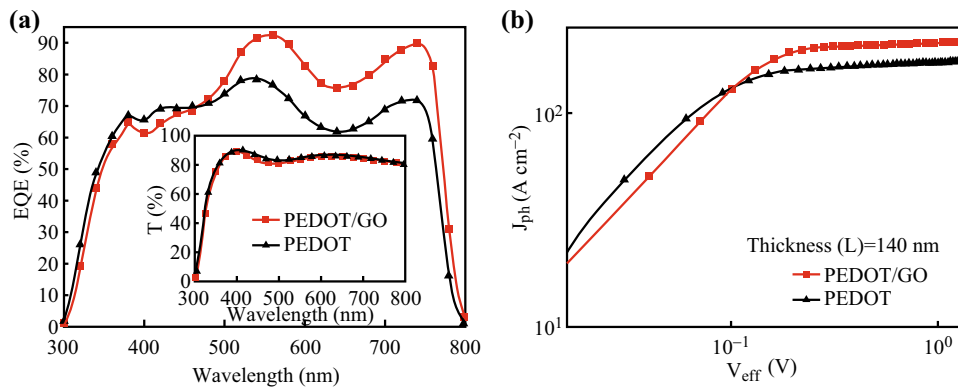 (a)
EQE (%)
90
80
70
60
50
40
30
20
10
0
300
400
500
600
700
800
Wavelength (nm)
T (%)
100
80
60
40
20
0
PEDOT/GO
PEDOT
300
400
500
600
700
800
Wavelength (nm)
(b)
J_ph (A cm⁻²)
10²
10¹
Thickness (L)=140 nm
PEDOT/GO
PEDOT
10⁻¹
10⁰
V_eff (V)